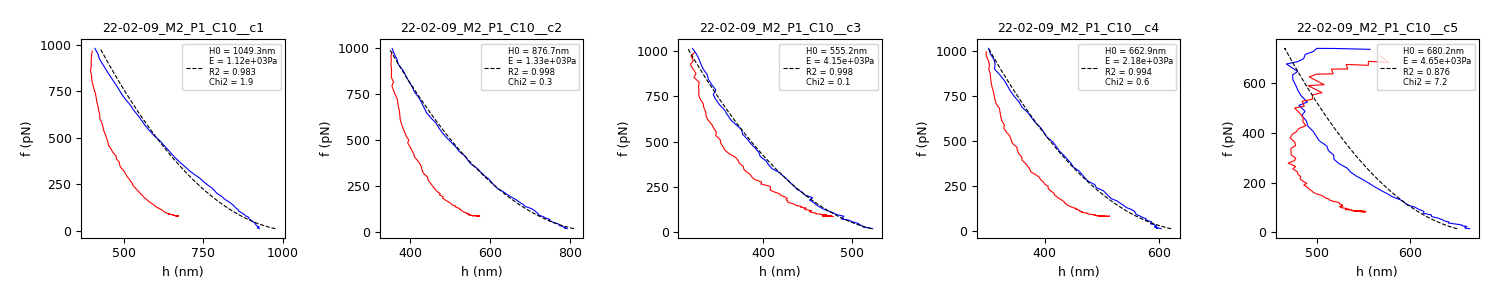 22-02-09_M2_P1_C10__c1
H0 = 1049.3nm
E = 1.12e+03Pa
R2 = 0.983
Chi2 = 1.9
f (pN)
1000
750
500
250
0
500
750
1000
h (nm)
22-02-09_M2_P1_C10__c2
H0 = 876.7nm
E = 1.33e+03Pa
R2 = 0.998
Chi2 = 0.3
f (pN)
1000
750
500
250
0
400
600
800
h (nm)
22-02-09_M2_P1_C10__c3
H0 = 555.2nm
E = 4.15e+03Pa
R2 = 0.998
Chi2 = 0.1
f (pN)
1000
750
500
250
0
400
500
h (nm)
22-02-09_M2_P1_C10__c4
H0 = 662.9nm
E = 2.18e+03Pa
R2 = 0.994
Chi2 = 0.6
f (pN)
1000
750
500
250
0
400
600
h (nm)
22-02-09_M2_P1_C10__c5
H0 = 680.2nm
E = 4.65e+03Pa
R2 = 0.876
Chi2 = 7.2
f (pN)
600
400
200
0
500
600
h (nm)